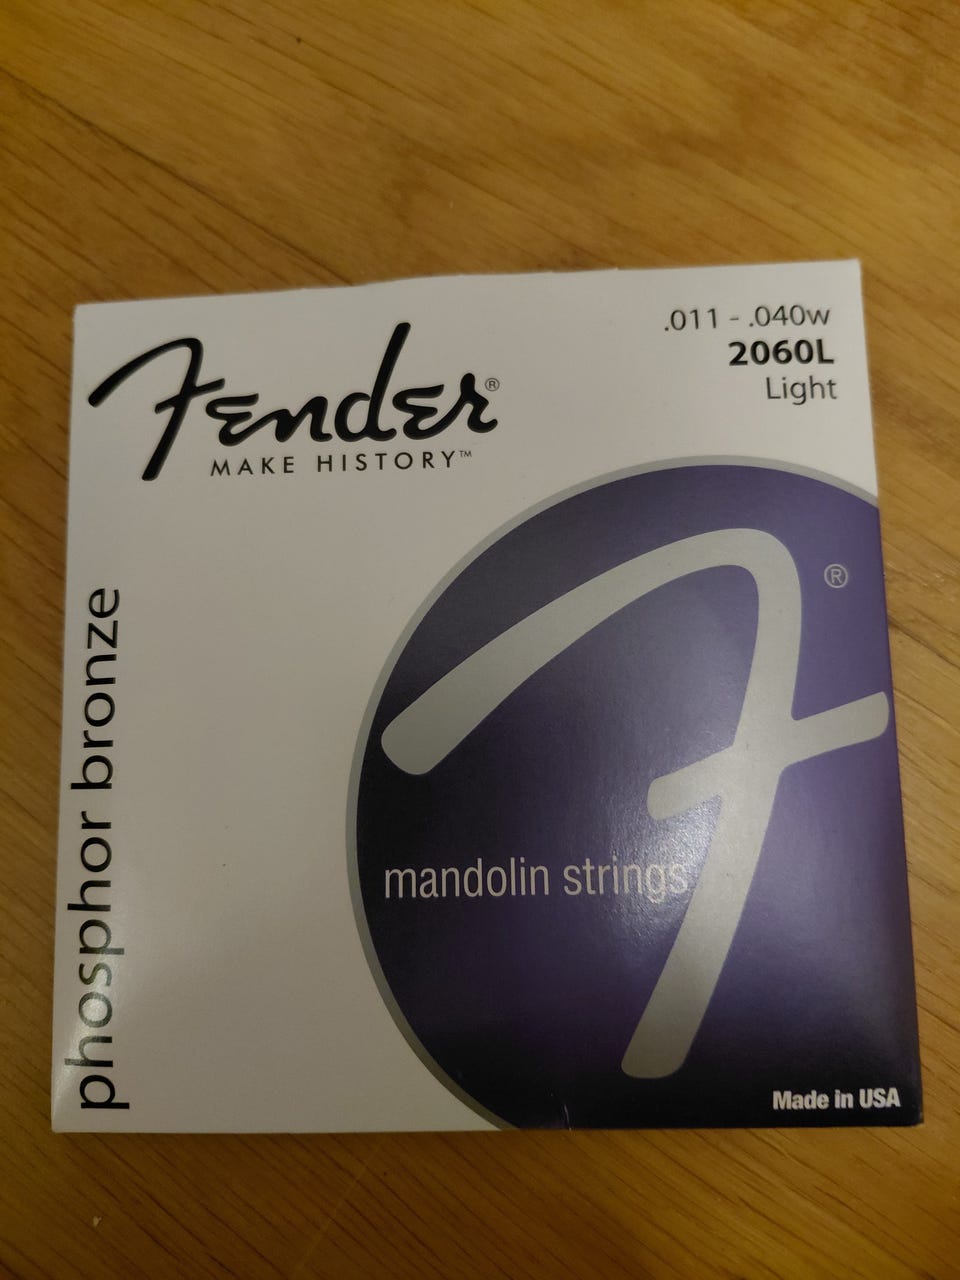 Fender®
MAKE HISTORY™
.011 - .040w
2060L
Light
phosphor bronze
F®
mandolin strings
Made in USA